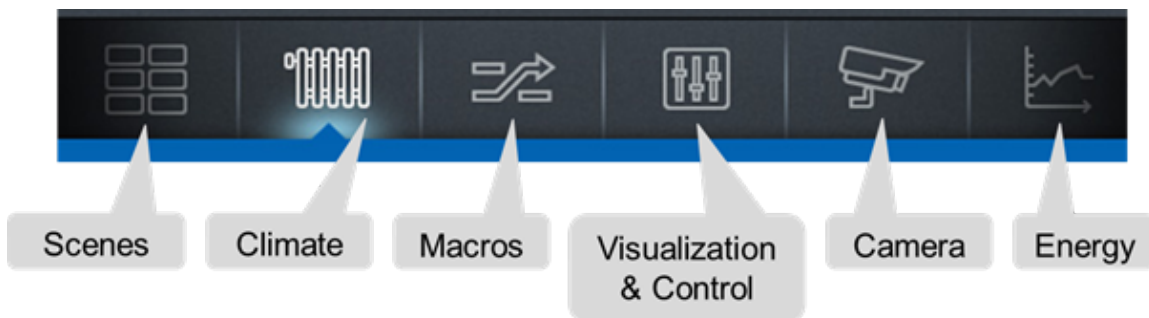 Scenes
Climate
Macros
Visualization
& Control
Camera
Energy